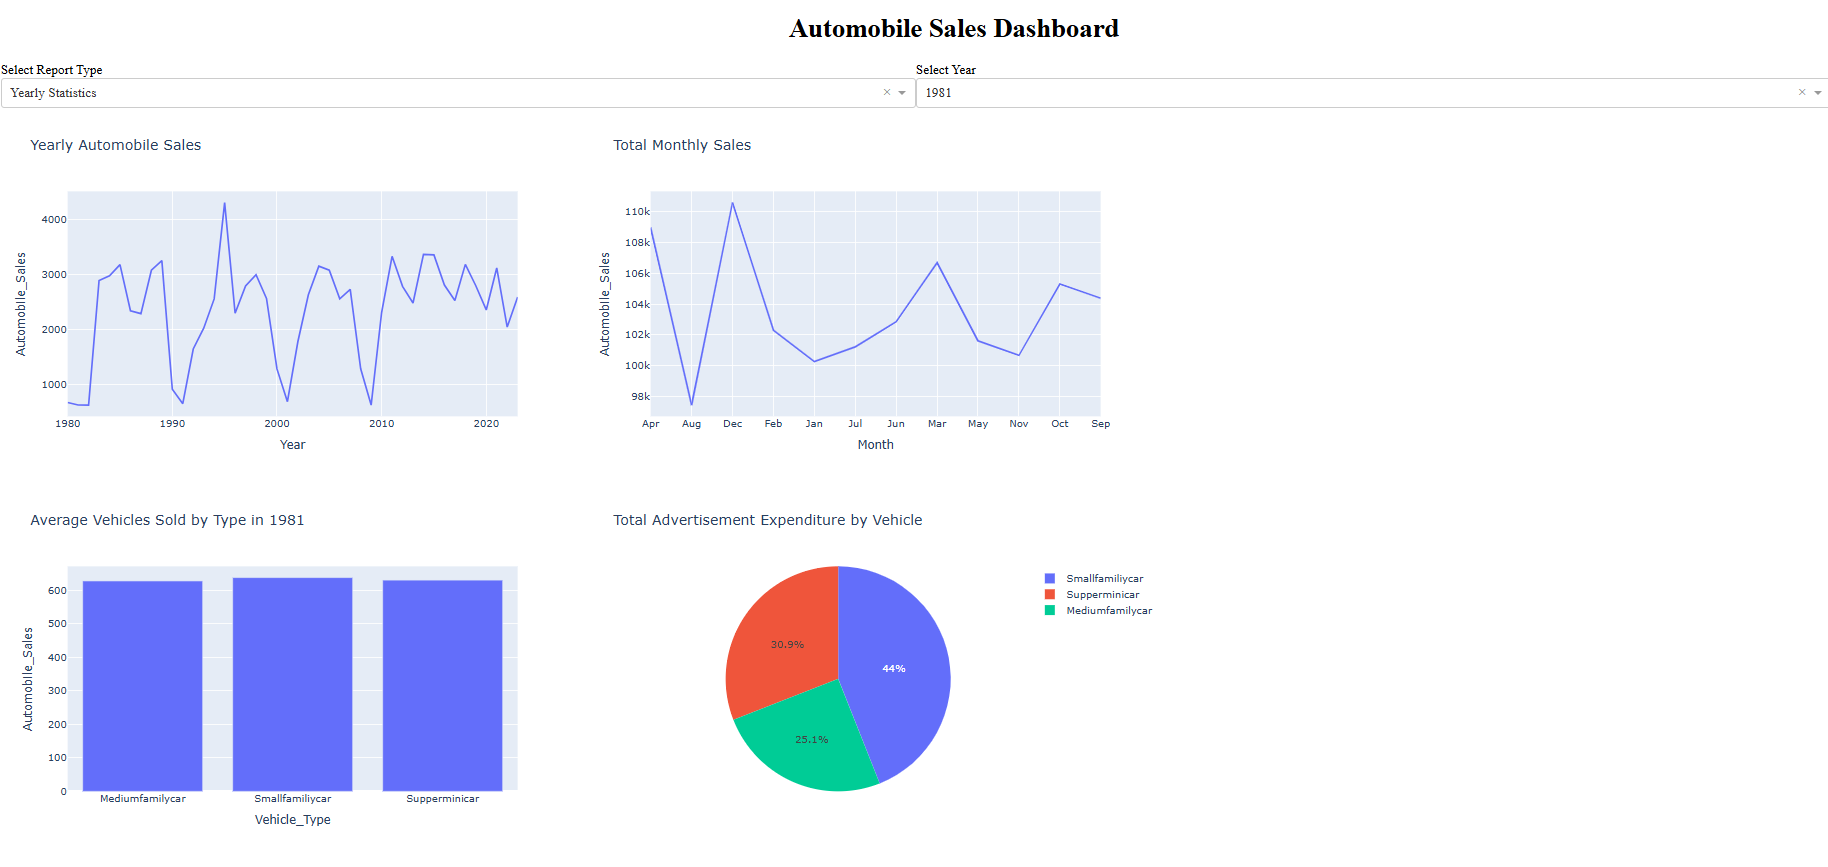 Automobile Sales Dashboard
Select Report Type
Yearly Statistics
×
Select Year
1981
×
Yearly Automobile Sales
Automobile_Sales
4000
3000
2000
1000
1980 1990 2000 2010 2020
Year
Total Monthly Sales
Automobile_Sales
110k
108k
106k
104k
102k
100k
98k
Apr Aug Dec Feb Jan Jul Jun Mar May Nov Oct Sep
Month
Average Vehicles Sold by Type in 1981
Automobile_Sales
600
500
400
300
200
100
0
Mediumfamilycar Smallfamiliycar Supperminicar
Vehicle_Type
Total Advertisement Expenditure by Vehicle
30.9%
44%
25.1%
Smallfamiliycar
Supperminicar
Mediumfamilycar